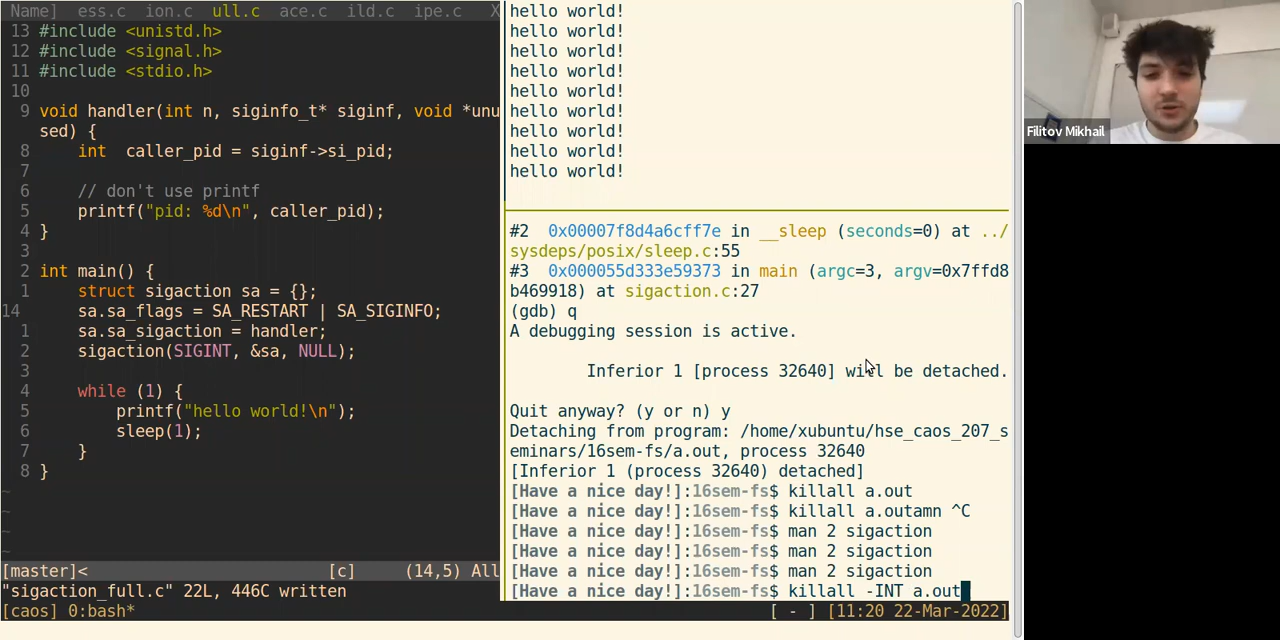 Name] ess.c ion.c ull.c ace.c ild.c ipe.c X
13 #include <unistd.h>
12 #include <signal.h>
11 #include <stdio.h>
10
9 void handler(int n, siginfo_t* siginf, void *unu
sed) {
8 int  caller_pid = siginf->si_pid;
7
6 // don't use printf
5 printf("pid: %d\n", caller_pid);
4 }
3
2 int main() {
1 struct sigaction sa = {};
14 sa.sa_flags = SA_RESTART | SA_SIGINFO;
1 sa.sa_sigaction = handler;
2 sigaction(SIGINT, &sa, NULL);
3
4 while (1) {
5 printf("hello world!\n");
6 sleep(1);
7 }
8 }
~
~
~
~
[master]< [c] (14,5) All
"sigaction_full.c" 22L, 446C written
hello world!
hello world!
hello world!
hello world!
hello world!
hello world!
hello world!
hello world!
hello world!
#2  0x00007f8d4a6cff7e in __sleep (seconds=0) at ../
sysdeps/posix/sleep.c:55
#3  0x000055d333e59373 in main (argc=3, argv=0x7ffd8
b469918) at sigaction.c:27
(gdb) q
A debugging session is active.
Inferior 1 [process 32640] will be detached.
Quit anyway? (y or n) y
Detaching from program: /home/xubuntu/hse_caos_207_s
eminars/16sem-fs/a.out, process 32640
[Inferior 1 (process 32640) detached]
[Have a nice day!]:16sem-fs$ killall a.out
[Have a nice day!]:16sem-fs$ killall a.outamn ^C
[Have a nice day!]:16sem-fs$ man 2 sigaction
[Have a nice day!]:16sem-fs$ man 2 sigaction
[Have a nice day!]:16sem-fs$ man 2 sigaction
[Have a nice day!]:16sem-fs$ killall -INT a.out
[caos] 0:bash* [ - ] [11:20 22-Mar-2022]
Filitov Mikhail